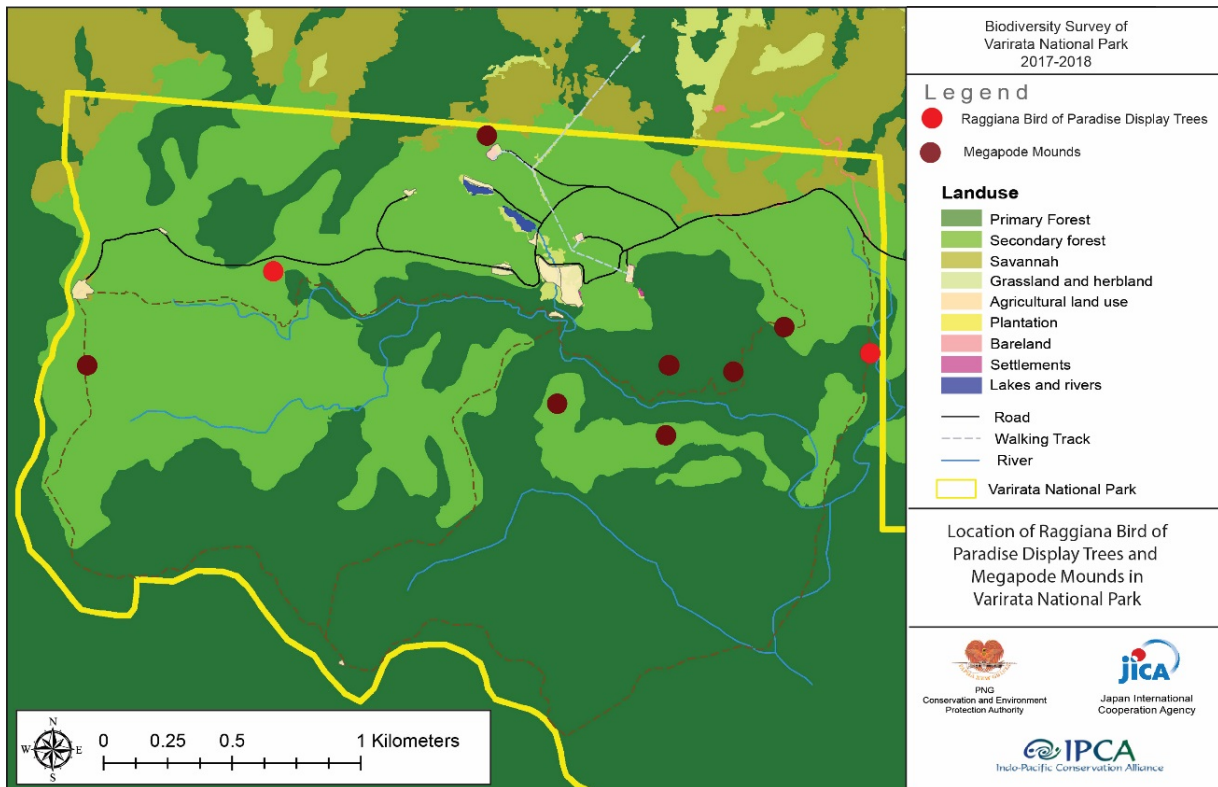 Biodiversity Survey of
Varirata National Park
2017-2018
Legend
Raggiana Bird of Paradise Display Trees
Megapode Mounds
Landuse
Primary Forest
Secondary forest
Savannah
Grassland and herbland
Agricultural land use
Plantation
Bareland
Settlements
Lakes and rivers
Road
Walking Track
River
Varirata National Park
Location of Raggiana Bird of
Paradise Display Trees and
Megapode Mounds in
Varirata National Park
PNG
Conservation and Environment
Protection Authority
jICA
Japan International
Cooperation Agency
IPCA
Indo-Pacific Conservation Alliance
N
W E
S
0 0.25 0.5 1 Kilometers